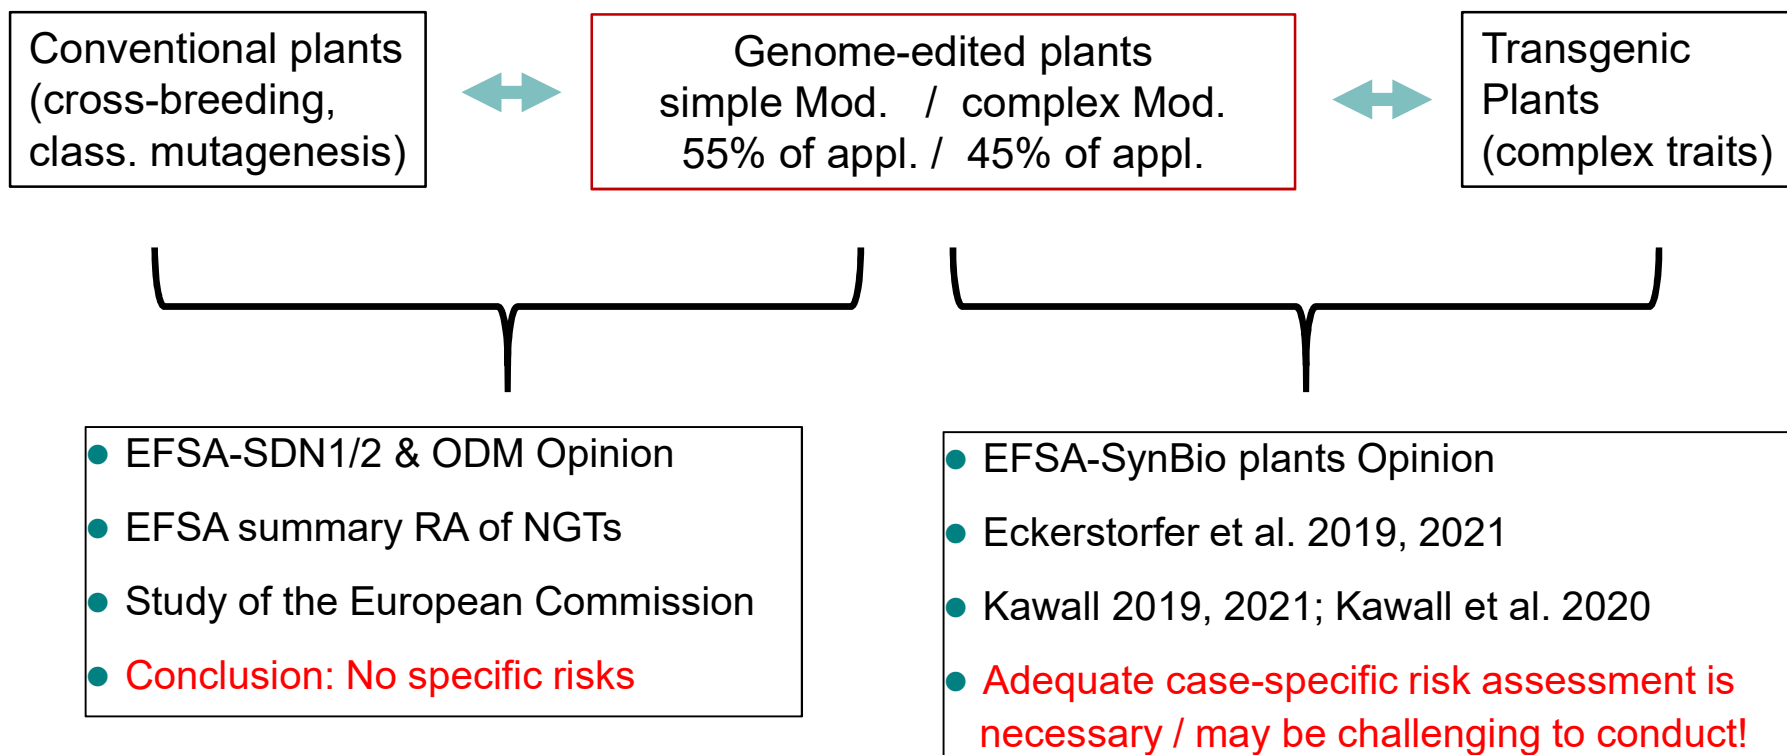 Conventional plants
(cross-breeding,
class. mutagenesis)
Genome-edited plants
simple Mod. / complex Mod.
55% of appl. / 45% of appl.
Transgenic
Plants
(complex traits)
● EFSA-SDN1/2 & ODM Opinion
● EFSA summary RA of NGTs
● Study of the European Commission
● Conclusion: No specific risks
● EFSA-SynBio plants Opinion
● Eckerstorfer et al. 2019, 2021
● Kawall 2019, 2021; Kawall et al. 2020
● Adequate case-specific risk assessment is
necessary / may be challenging to conduct!